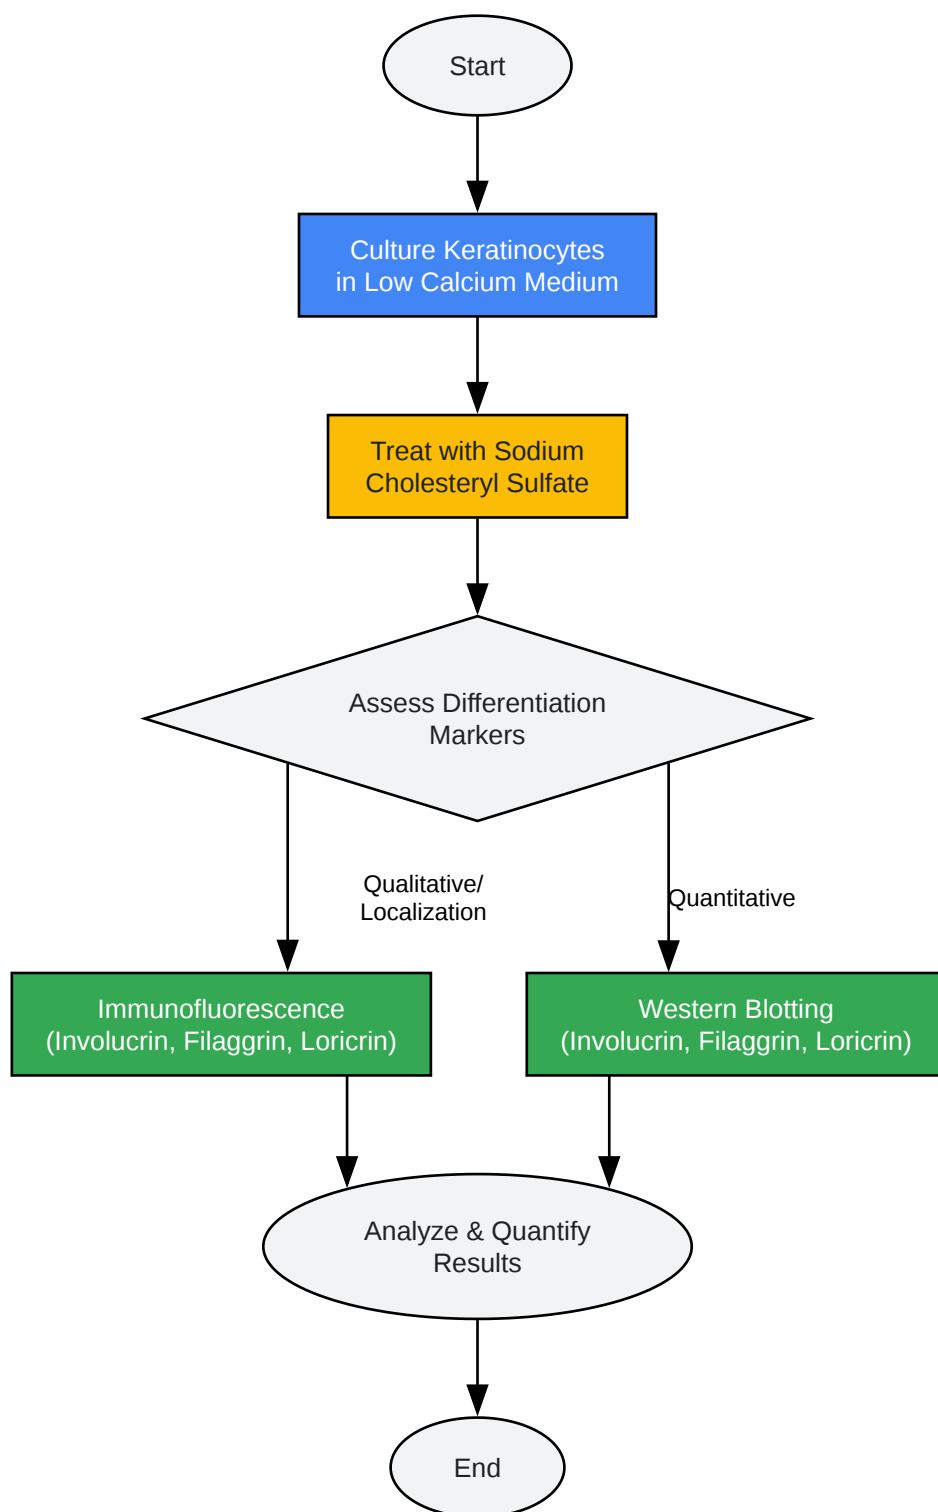 Start
Culture Keratinocytes
in Low Calcium Medium
Treat with Sodium
Cholesteryl Sulfate
Assess Differentiation
Markers
Qualitative/
Localization
Quantitative
Immunofluorescence
(Involucrin, Filaggrin, Loricrin)
Western Blotting
(Involucrin, Filaggrin, Loricrin)
Analyze & Quantify
Results
End